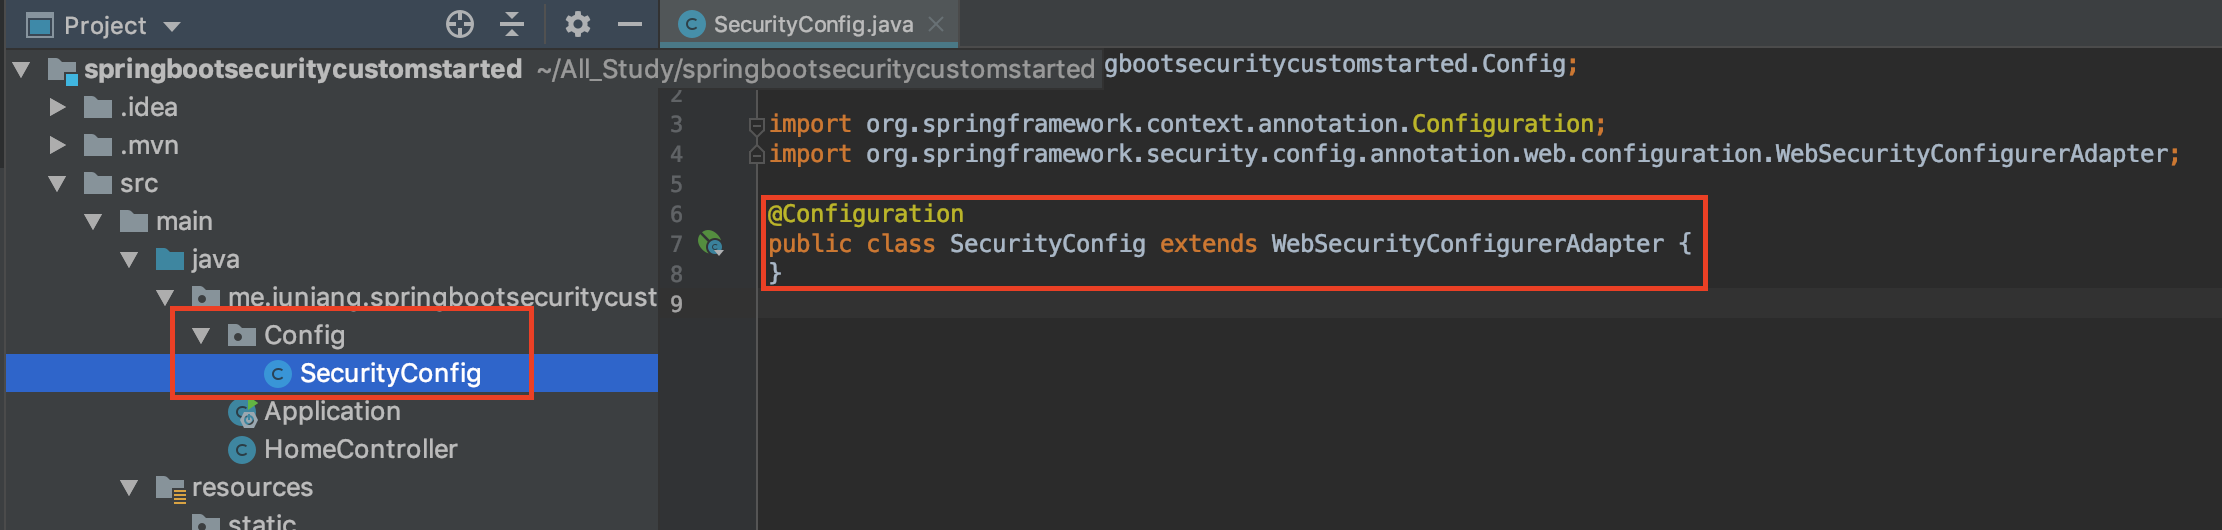 Project
SecurityConfig.java
springbootsecuritycustomstarted ~/All_Study/springbootsecuritycustomstarted
gbootsecuritycustomstarted.Config;
.idea
.mvn
src
main
java
me.junjang.springbootsecuritycust
Config
SecurityConfig
Application
HomeController
resources
static
2
3 import org.springframework.context.annotation.Configuration;
4 import org.springframework.security.config.annotation.web.configuration.WebSecurityConfigurerAdapter;
5
6 @Configuration
7 public class SecurityConfig extends WebSecurityConfigurerAdapter {
8 }
9